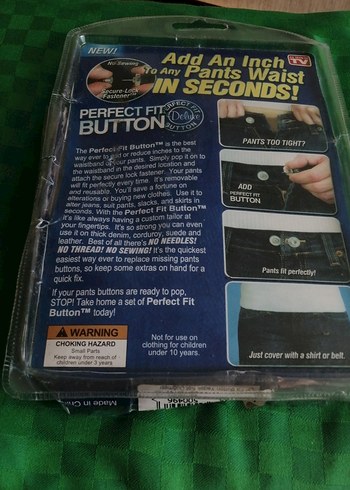 NEW!
No Sewing
Secure-Lock
Fastener™
Add An Inch
To Any Pants Waist
IN SECONDS!
TV
PERFECT FIT
BUTTON
PERFECT FIT
Deluxe
BUTTON
The Perfect Fit Button™ is the best
way ever to add or reduce inches to the
waistband of your pants. Simply pop it on to
the waistband in the desired location and
attach the secure lock fastener. Your pants
will fit perfectly every time. It's removable
and reusable. You'll save a fortune on
alterations or buying new clothes. Use it to
alter jeans, suit pants, slacks, and skirts in
seconds. With the Perfect Fit Button™
it's like always having a custom tailor at
your fingertips. It's so strong you can even
use it on thick denim, corduroy, suede and
leather. Best of all there's NO NEEDLES!
NO THREAD! NO SEWING! It's the quickest
easiest way ever to replace missing pants
buttons, so keep some extras on hand for a
quick fix.
If your pants buttons are ready to pop,
STOP! Take home a set of Perfect Fit
Button™ today!
WARNING
CHOKING HAZARD
Small Parts
Keep away from reach of
children under 3 years
Not for use on
clothing for children
under 10 years.
PANTS TOO TIGHT?
ADD
PERFECT FIT
BUTTON
Pants fit perfectly!
Just cover with a shirt or belt.
Made in Chi